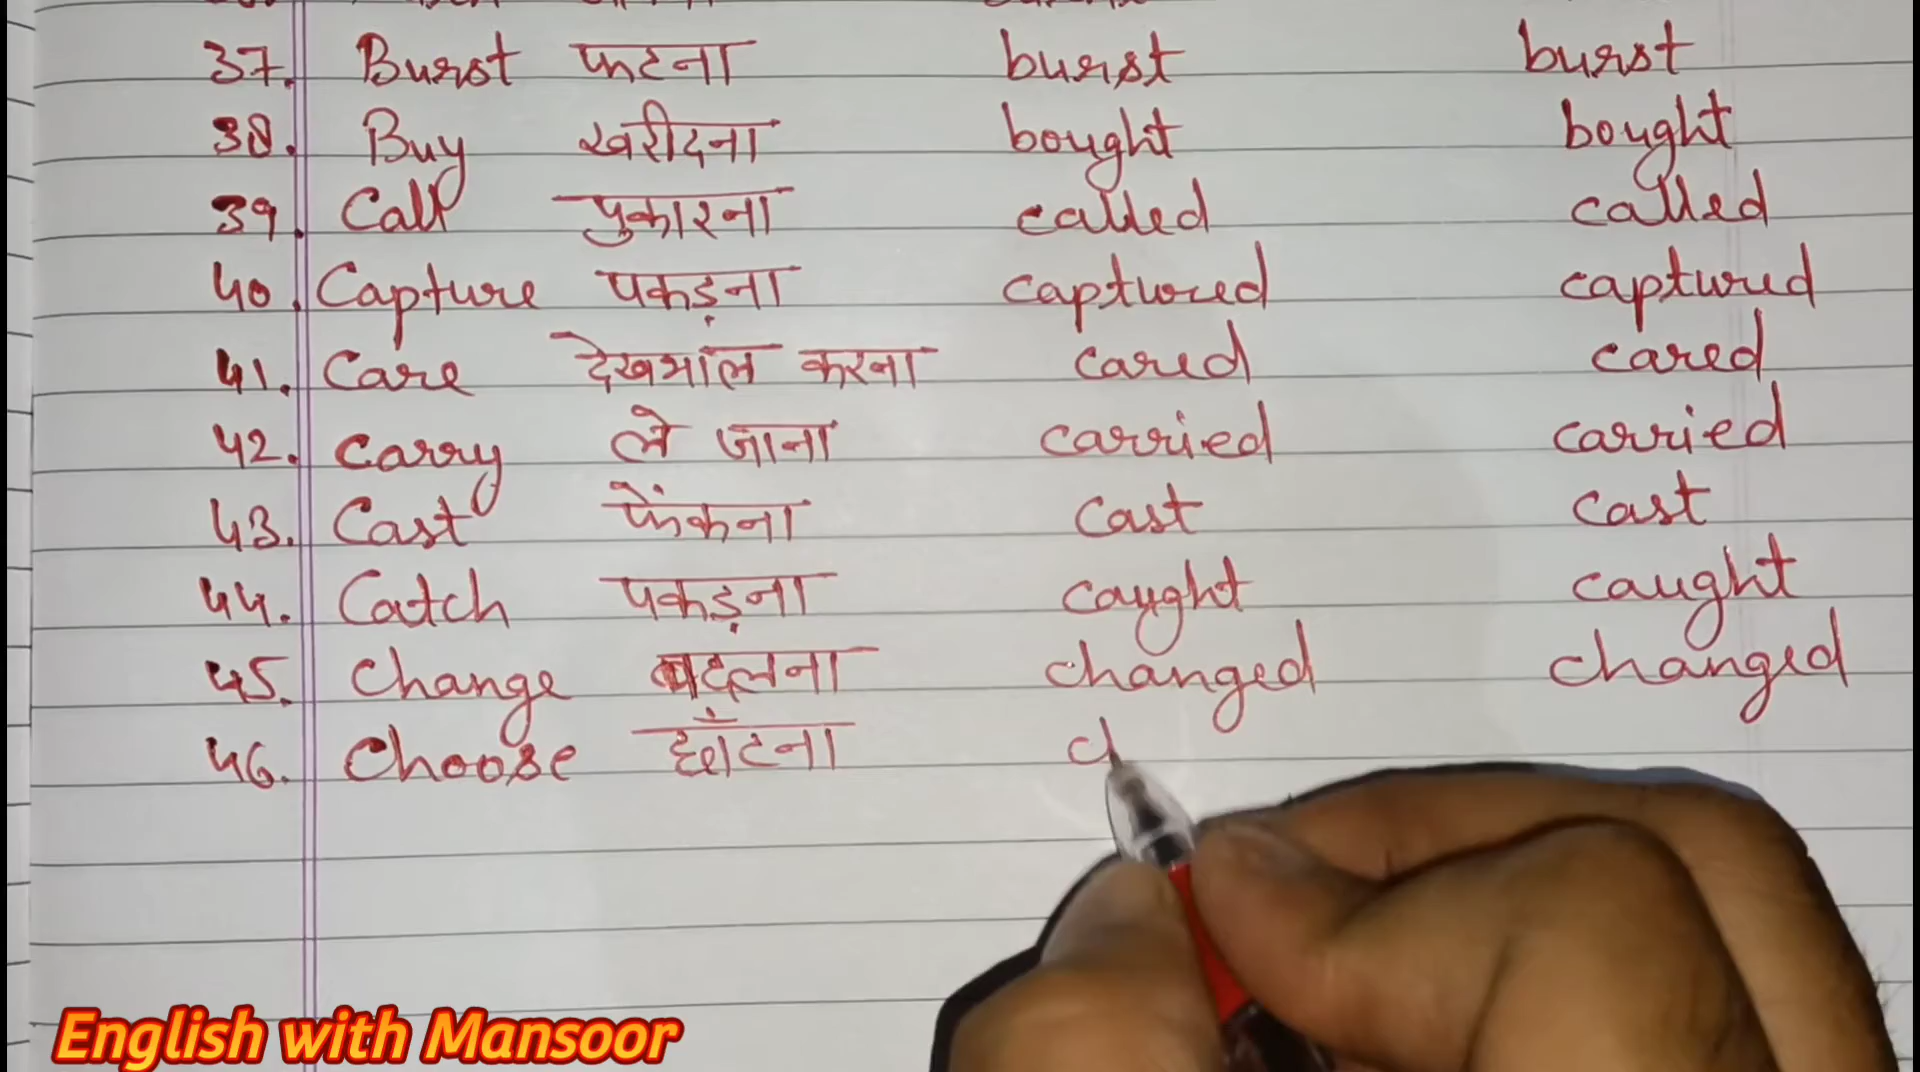 37. Burst फटना burst burst
38. Buy खरीदना bought bought
39. Call पुकारना called called
40. Capture पकड़ना captured captured
41. Care देखभाल करना cared cared
42. Carry ले जाना carried carried
43. Cast फेंकना cast cast
44. Catch पकड़ना caught caught
45. Change बदलना changed changed
46. Choose छाँटना ch
English with Mansoor